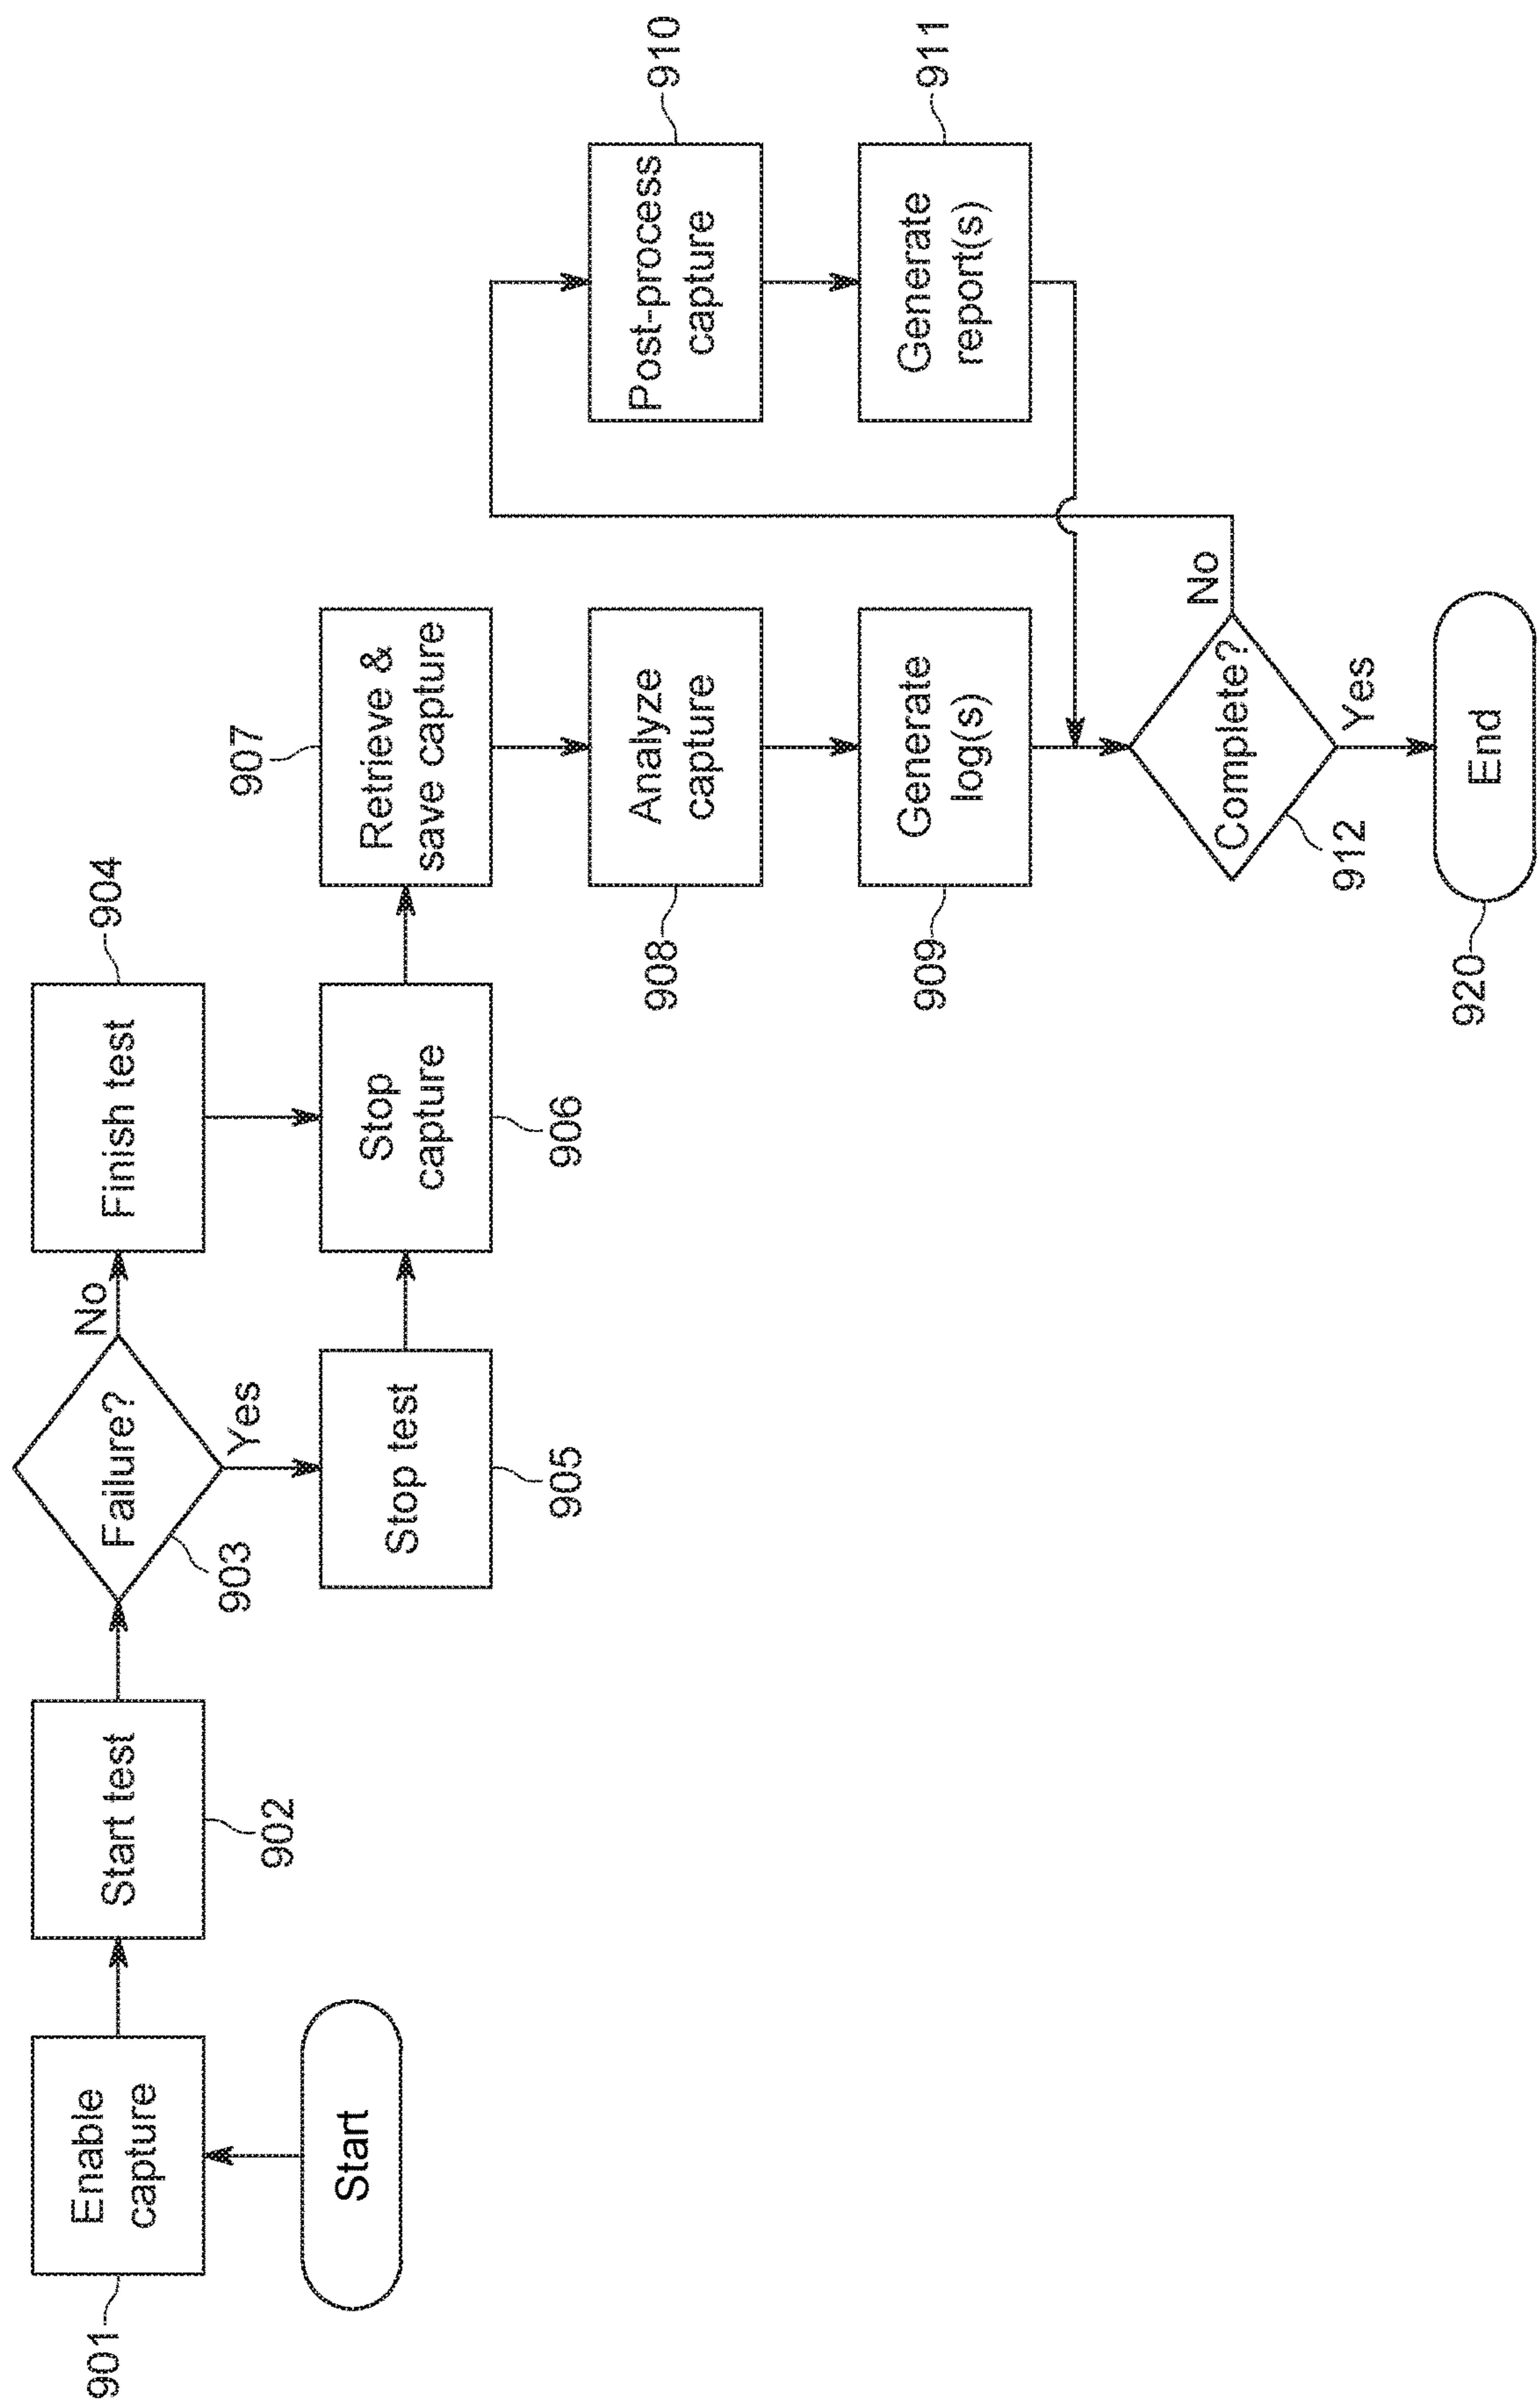 Start
901
Enable
capture
902
Start test
903
Failure?
No
Yes
904
Finish test
905
Stop test
906
Stop
capture
907
Retrieve &
save capture
908
Analyze
capture
909
Generate
log(s)
910
Post-process
capture
911
Generate
report(s)
912
Complete?
No
Yes
920
End